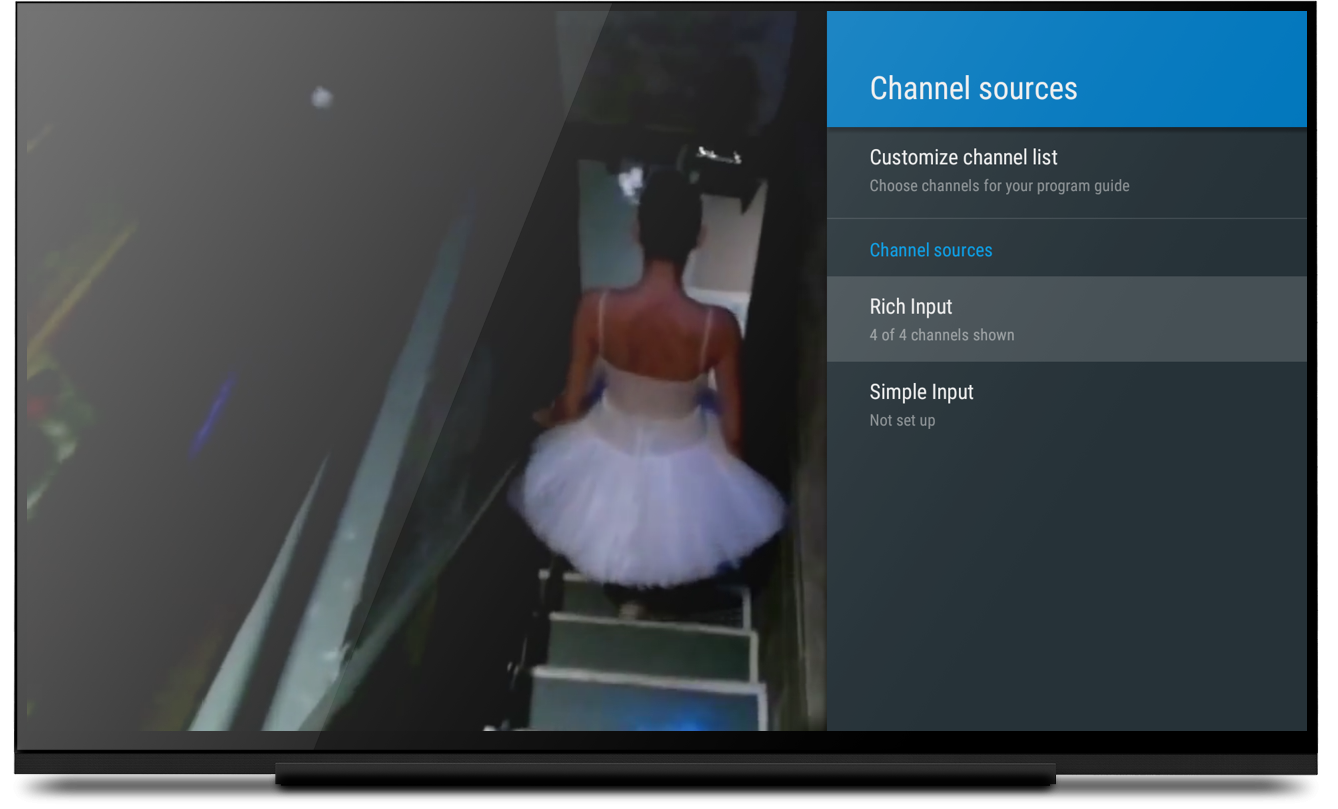 Channel sources
Customize channel list
Choose channels for your program guide
Channel sources
Rich Input
4 of 4 channels shown
Simple Input
Not set up